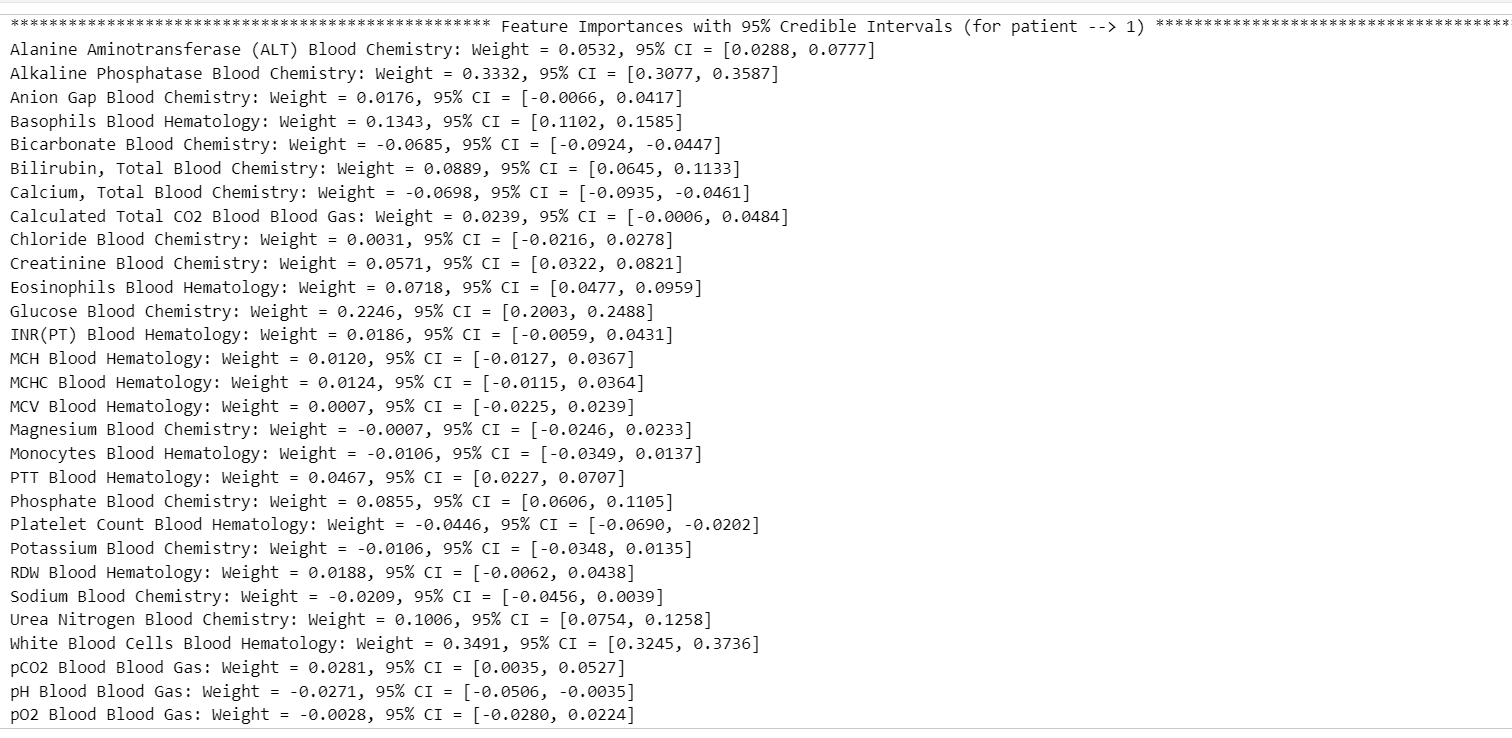 ************************************************** Feature Importances with 95% Credible Intervals (for patient --> 1) *************************************
Alanine Aminotransferase (ALT) Blood Chemistry: Weight = 0.0532, 95% CI = [0.0288, 0.0777]
Alkaline Phosphatase Blood Chemistry: Weight = 0.3332, 95% CI = [0.3077, 0.3587]
Anion Gap Blood Chemistry: Weight = 0.0176, 95% CI = [-0.0066, 0.0417]
Basophils Blood Hematology: Weight = 0.1343, 95% CI = [0.1102, 0.1585]
Bicarbonate Blood Chemistry: Weight = -0.0685, 95% CI = [-0.0924, -0.0447]
Bilirubin, Total Blood Chemistry: Weight = 0.0889, 95% CI = [0.0645, 0.1133]
Calcium, Total Blood Chemistry: Weight = -0.0698, 95% CI = [-0.0935, -0.0461]
Calculated Total CO2 Blood Blood Gas: Weight = 0.0239, 95% CI = [-0.0006, 0.0484]
Chloride Blood Chemistry: Weight = 0.0031, 95% CI = [-0.0216, 0.0278]
Creatinine Blood Chemistry: Weight = 0.0571, 95% CI = [0.0322, 0.0821]
Eosinophils Blood Hematology: Weight = 0.0718, 95% CI = [0.0477, 0.0959]
Glucose Blood Chemistry: Weight = 0.2246, 95% CI = [0.2003, 0.2488]
INR(PT) Blood Hematology: Weight = 0.0186, 95% CI = [-0.0059, 0.0431]
MCH Blood Hematology: Weight = 0.0120, 95% CI = [-0.0127, 0.0367]
MCHC Blood Hematology: Weight = 0.0124, 95% CI = [-0.0115, 0.0364]
MCV Blood Hematology: Weight = 0.0007, 95% CI = [-0.0225, 0.0239]
Magnesium Blood Chemistry: Weight = -0.0007, 95% CI = [-0.0246, 0.0233]
Monocytes Blood Hematology: Weight = -0.0106, 95% CI = [-0.0349, 0.0137]
PTT Blood Hematology: Weight = 0.0467, 95% CI = [0.0227, 0.0707]
Phosphate Blood Chemistry: Weight = 0.0855, 95% CI = [0.0606, 0.1105]
Platelet Count Blood Hematology: Weight = -0.0446, 95% CI = [-0.0690, -0.0202]
Potassium Blood Chemistry: Weight = -0.0106, 95% CI = [-0.0348, 0.0135]
RDW Blood Hematology: Weight = 0.0188, 95% CI = [-0.0062, 0.0438]
Sodium Blood Chemistry: Weight = -0.0209, 95% CI = [-0.0456, 0.0039]
Urea Nitrogen Blood Chemistry: Weight = 0.1006, 95% CI = [0.0754, 0.1258]
White Blood Cells Blood Hematology: Weight = 0.3491, 95% CI = [0.3245, 0.3736]
pCO2 Blood Blood Gas: Weight = 0.0281, 95% CI = [0.0035, 0.0527]
pH Blood Blood Gas: Weight = -0.0271, 95% CI = [-0.0506, -0.0035]
pO2 Blood Blood Gas: Weight = -0.0028, 95% CI = [-0.0280, 0.0224]